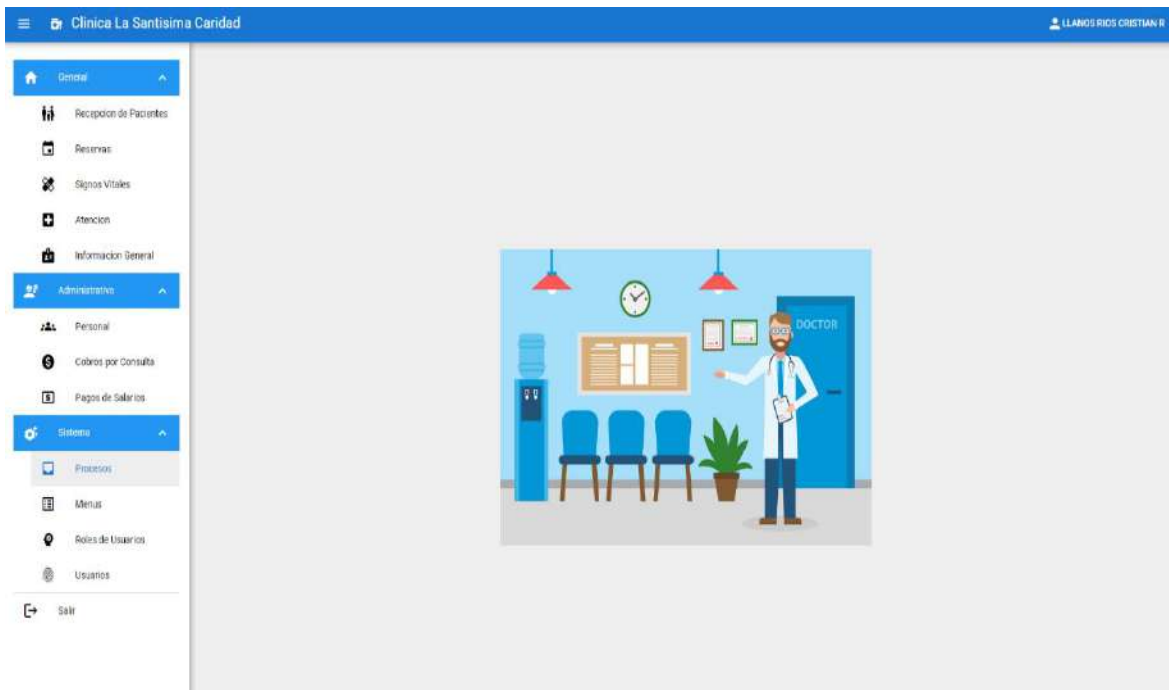 Clinica La Santisima Caridad
LLANOS RIOS CRISTIAN R
General
Recepcion de Pacientes
Reservas
Signos Vitales
Atencion
Informacion General
Administrativo
Personal
Cobros por Consulta
Pagos de Salarios
Sistema
Procesos
Menus
Roles de Usuarios
Usuarios
Salir
DOCTOR